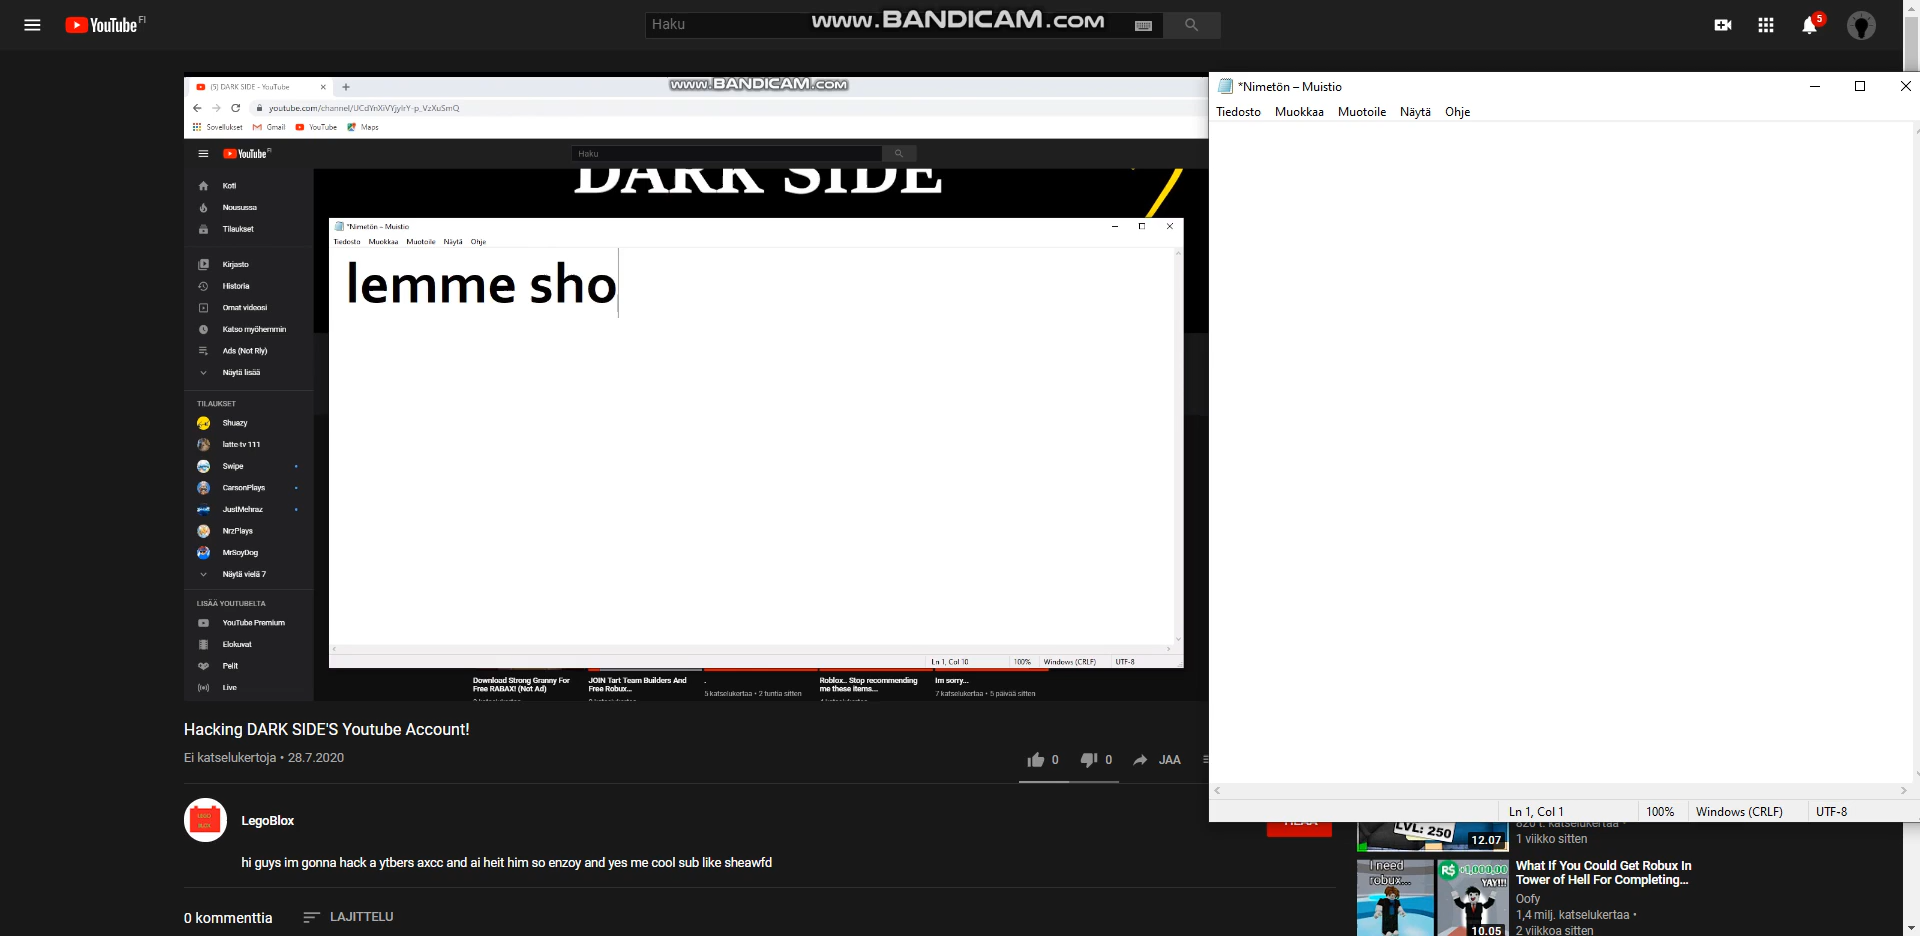 YouTube FI
Haku
www.BANDICAM.com
5
(5) DARK SIDE - YouTube
www.BANDICAM.com
youtube.com/channel/UCdYnXiVYjylrY-p_VzXuSmQ
Sovellukset Gmail YouTube Maps
YouTube FI
Haku
DARK SIDE
Koti
Nousussa
Tilaukset
Kirjasto
Historia
Omat videosi
Katso myöhemmin
Ads (Not Rly)
Näytä lisää
TILAUKSET
Shuazy
latte tv 111
Swipe
CarsonPlays
JustMehraz
NrzPlays
MrSoyDog
Näytä vielä 7
LISÄÄ YOUTUBELTA
YouTube Premium
Elokuvat
Pelit
Live
*Nimetön – Muistio
Tiedosto Muokkaa Muotoile Näytä Ohje
lemme sho
Ln 1, Col 10 100% Windows (CRLF) UTF-8
Download Strong Granny For
Free RABAX! (Not Ad)
JOIN Tart Team Builders And
Free Robux...
.
5 katselukertaa • 2 tuntia sitten
Roblox.. Stop recommending
me these items...
Im sorry...
7 katselukertaa • 5 päivää sitten
*Nimetön – Muistio
Tiedosto Muokkaa Muotoile Näytä Ohje
Ln 1, Col 1 100% Windows (CRLF) UTF-8
Hacking DARK SIDE'S Youtube Account!
Ei katselukertoja • 28.7.2020
0 0 JAA
LegoBlox
hi guys im gonna hack a ytbers axcc and ai heit him so enzoy and yes me cool sub like sheawfd
0 kommenttia LAJITTELU
LVL: 250
12.07
1 viikko sitten
I need
robux...
R$ +1,000,00
YAY!!!
10.05
What If You Could Get Robux In
Tower of Hell For Completing...
Oofy
1,4 milj. katselukertaa •
2 viikkoa sitten